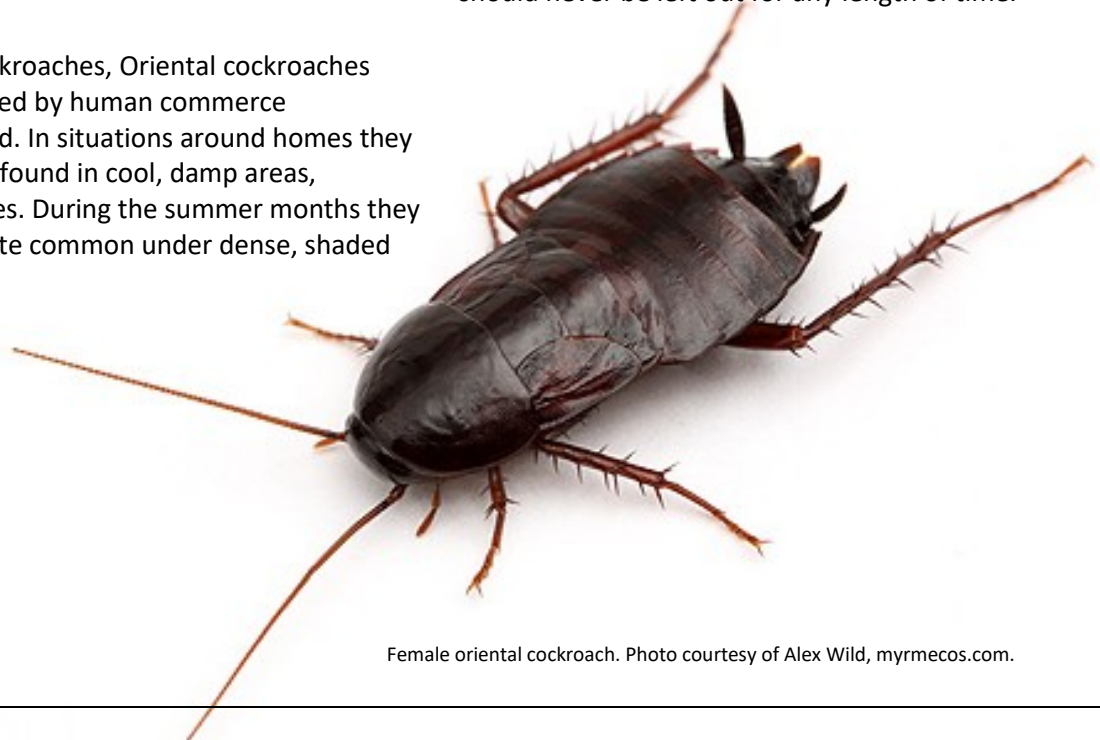 should never be left out for any length of time.
kroaches, Oriental cockroaches
ed by human commerce
d. In situations around homes they
found in cool, damp areas,
es. During the summer months they
te common under dense, shaded
Female oriental cockroach. Photo courtesy of Alex Wild, myrmecos.com.